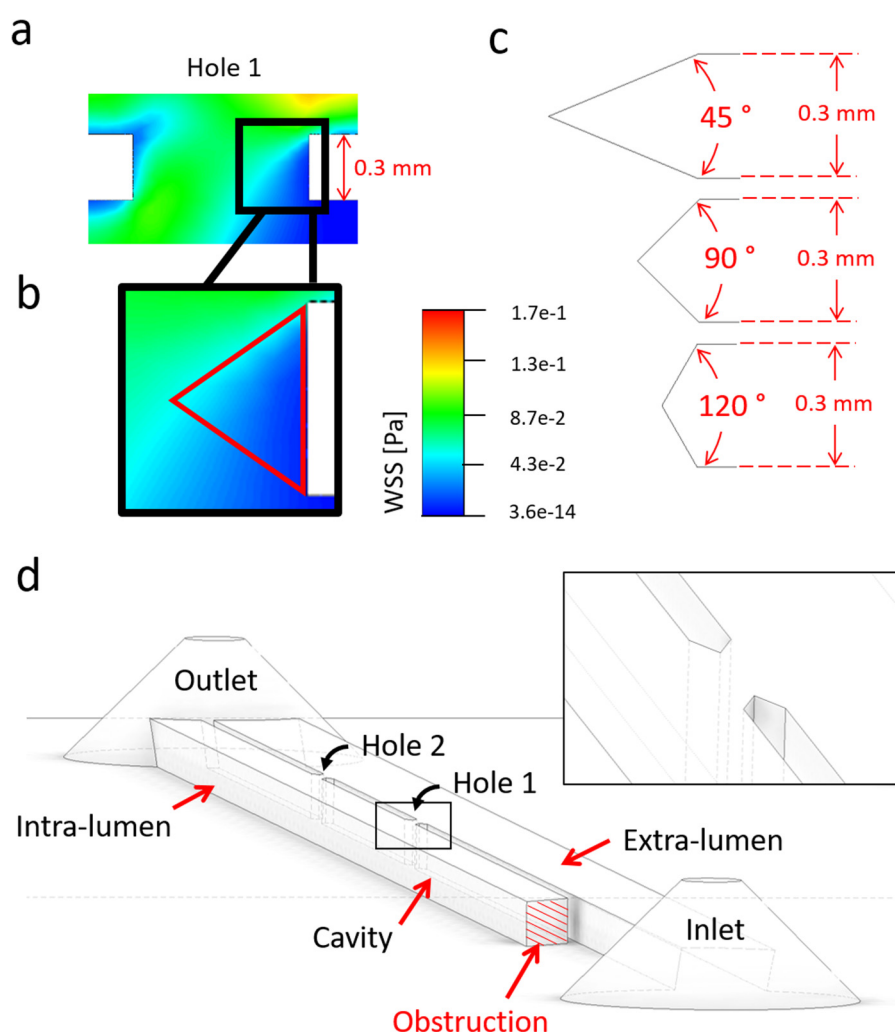 a
Hole 1
0.3 mm
b
WSS [Pa]
1.7e-1
1.3e-1
8.7e-2
4.3e-2
3.6e-14
c
45 °
0.3 mm
90 °
0.3 mm
120 °
0.3 mm
d
Outlet
Hole 2
Hole 1
Intra-lumen
Extra-lumen
Cavity
Inlet
Obstruction